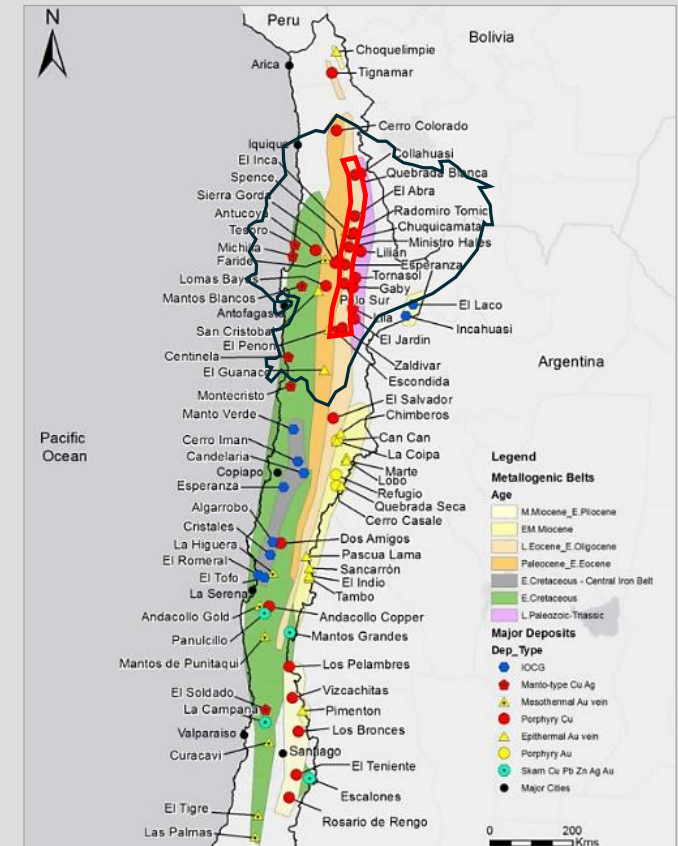 N
Peru
Bolivia
Choquelimpie
Arica
Tignamar
Cerro Colorado
Iquique
Collahuasi
El Inca
Quebrada Blanca
Spence
El Abra
Sierra Gorda
Radomiro Tomic
Antucoya
Chuquicamata
Tesoro
Ministro Hales
Michilla
Lilian
Faride
Esperanza
Lomas Bayas
Tornasol
Gaby
Mantos Blancos
Polo Sur
El Laco
Antofagasta
Lila
Incahuasi
San Cristobal
El Jardin
El Penon
Centinela
Zaldivar
Argentina
El Guanaco
Escondida
Montecristo
El Salvador
Manto Verde
Chimberos
Pacific
Ocean
Cerro Iman
Can Can
Candelaria
La Coipa
Copiapo
Marte
Lobo
Esperanza
Refugio
Quebrada Seca
Algarrobo
Cerro Casale
Cristales
La Higuera
Dos Amigos
El Romeral
Pascua Lama
El Tofo
Sancarrón
El Indio
La Serena
Tambo
Andacollo Gold
Andacollo Copper
Panulcillo
Mantos Grandes
Mantos de Punitaqui
Los Pelambres
El Soldado
Vizcachitas
La Campana
Pimenton
Valparaiso
Los Bronces
Curacavi
Santiago
El Teniente
Escalones
El Tigre
Rosario de Rengo
Las Palmas
Legend
Metallogenic Belts
Age
M.Miocene_E.Pliocene
EM.Miocene
L.Eocene_E.Oligocene
Paleocene_E.Eocene
E.Cretaceous - Central Iron Belt
E.Cretaceous
L.Paleozoic-Triassic
Major Deposits
Dep_Type
IOCG
Manto-type Cu Ag
Mesothermal Au vein
Porphyry Cu
Epithermal Au vein
Porphyry Au
Skarn Cu Pb Zn Ag Au
Major Cities
0 200
Kms